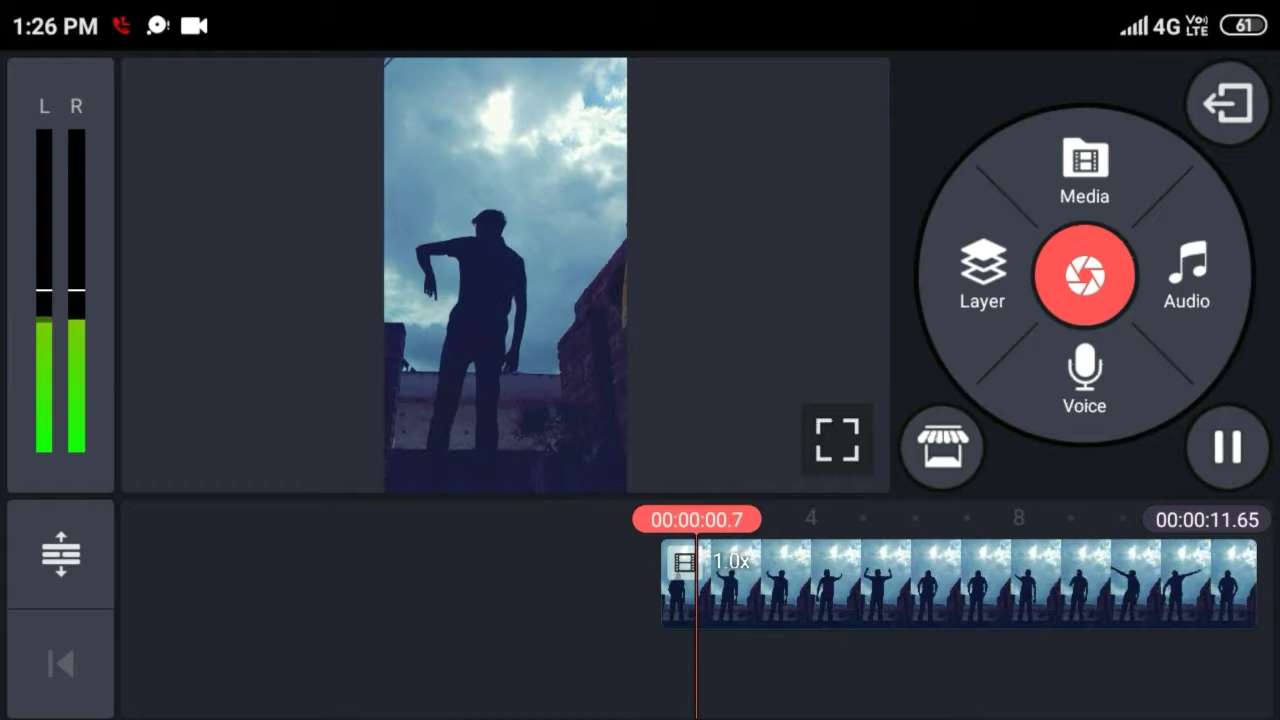 1:26 PM
4G Vo) LTE 61
L R
Media
Layer
Audio
Voice
00:00:00.7
4
8
00:00:11.65
1.0x